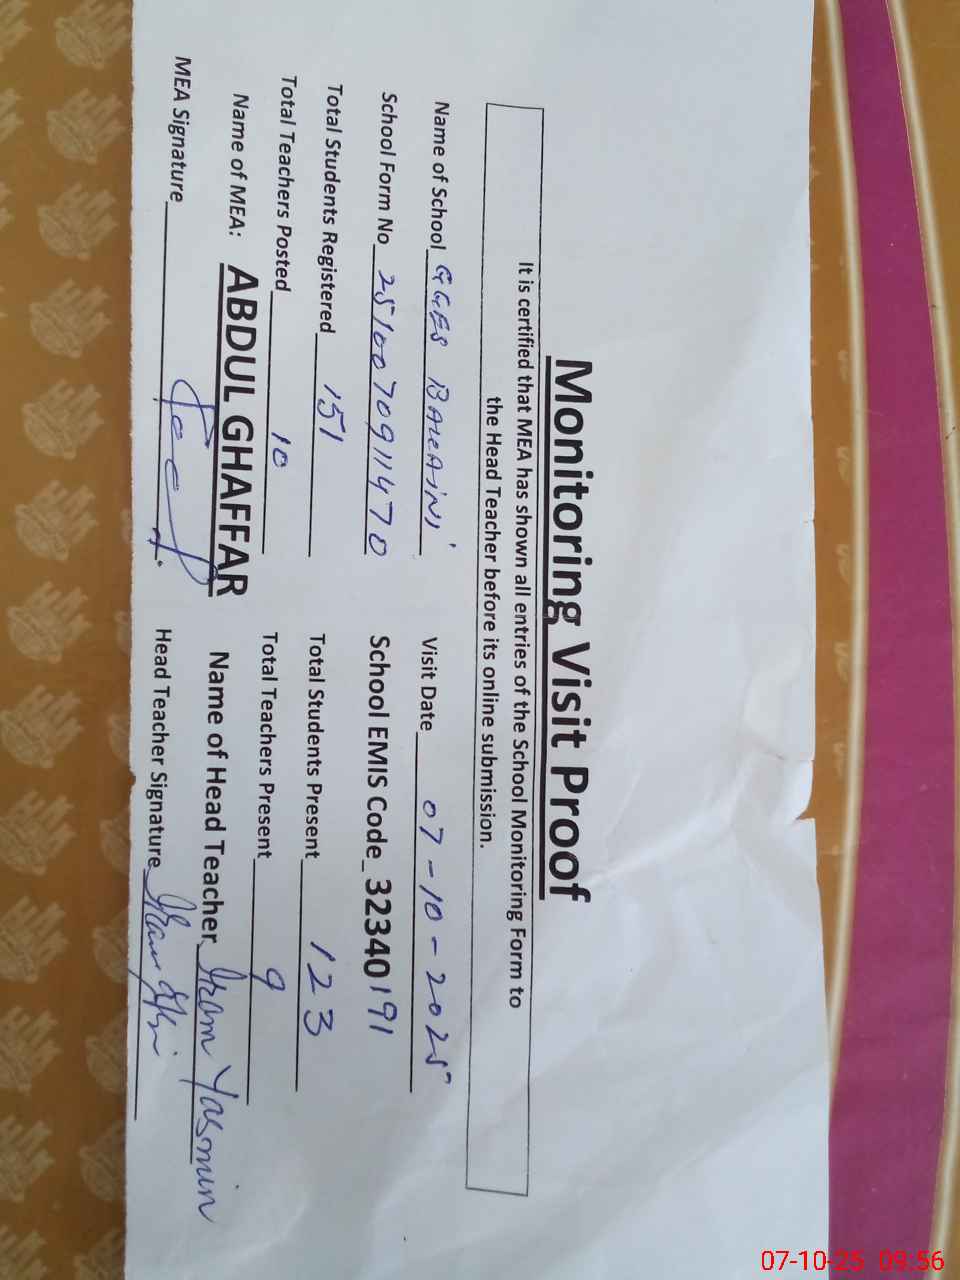 Monitoring Visit Proof
It is certified that MEA has shown all entries of the School Monitoring Form to
the Head Teacher before its online submission.
Name of School GGES Visit Date 07-10-2025
School Form No 2510070911470 School EMIS Code 32340191
Total Students Registered 151 Total Students Present 123
Total Teachers Posted 10 Total Teachers Present 9
Name of MEA: ABDUL GHAFFAR Name of Head Teacher Iram Yasmin
MEA Signature Head Teacher Signature
07-10-25 09:56